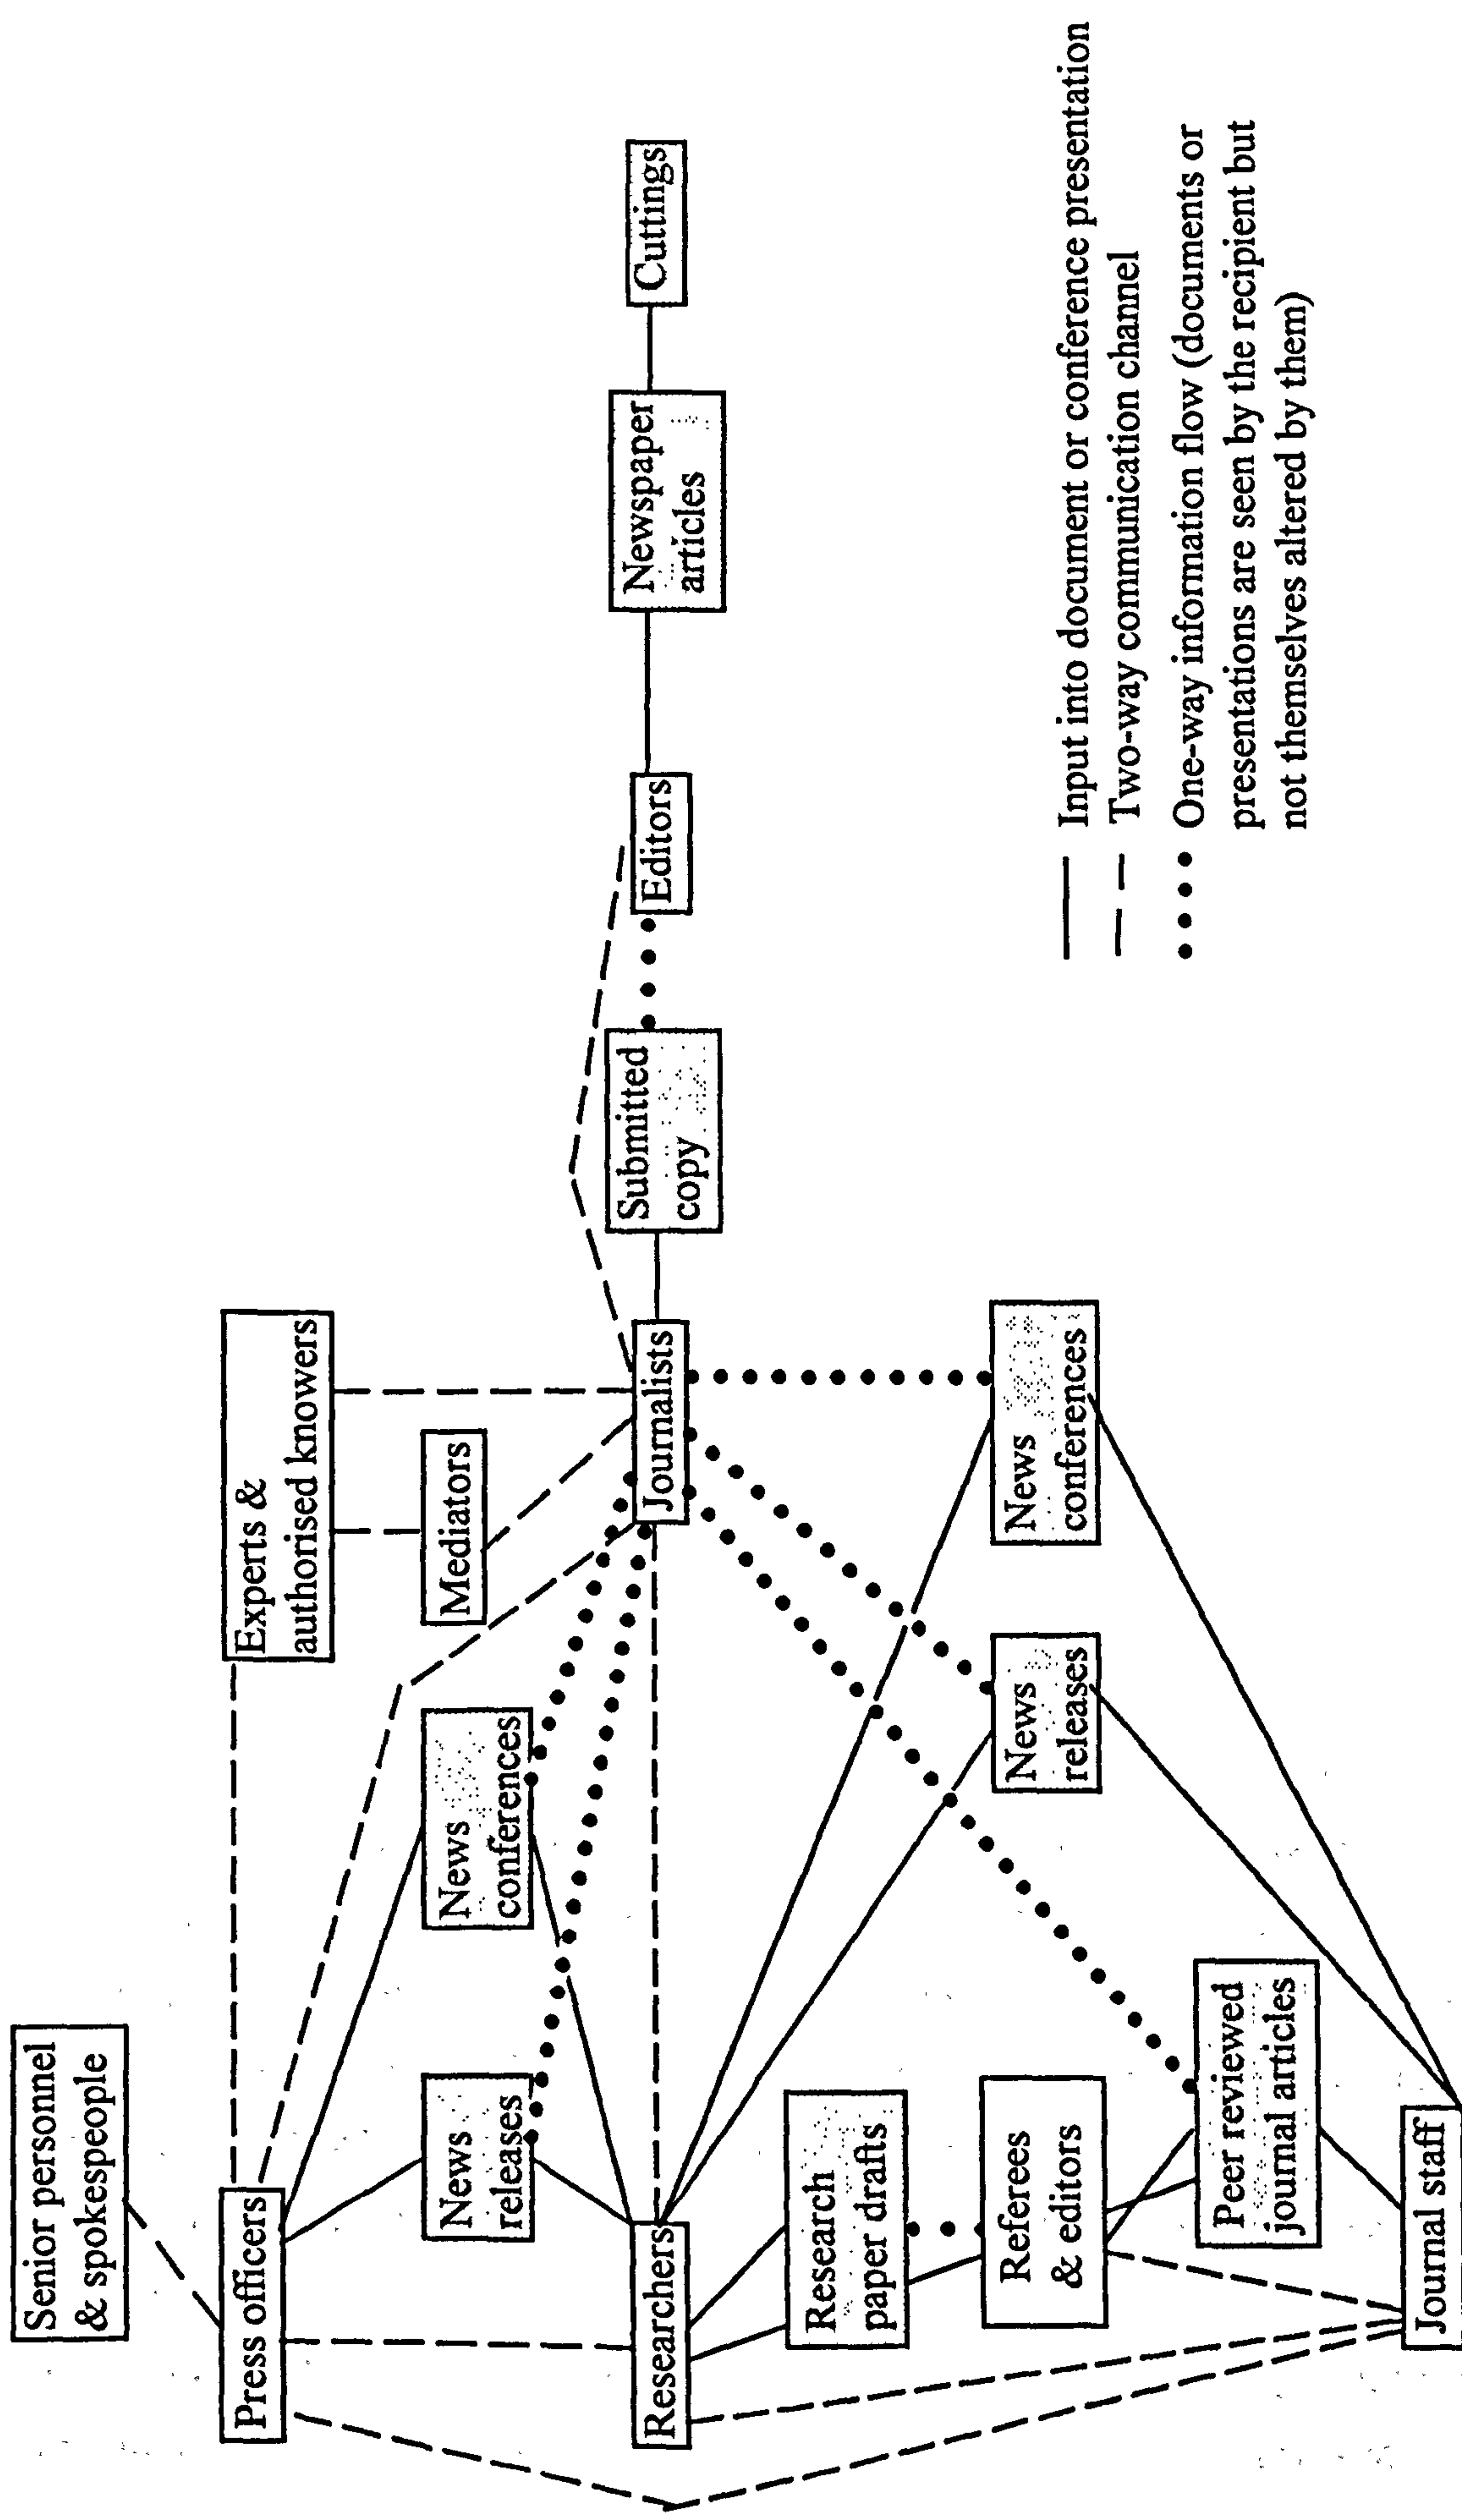 Senior personnel
& spokespeople
Press officers
Experts &
authorised knowers
News
releases
News
conferences
Mediators
Researchers
Journalists
Submitted
copy
Editors
Newspaper
articles
Cuttings
Research
paper drafts
Referees
& editors
News
releases
News
conferences
Peer reviewed
journal articles
Journal staff
Input into document or conference presentation
Two-way communication channel
One-way information flow (documents or
presentations are seen by the recipient but
not themselves altered by them)